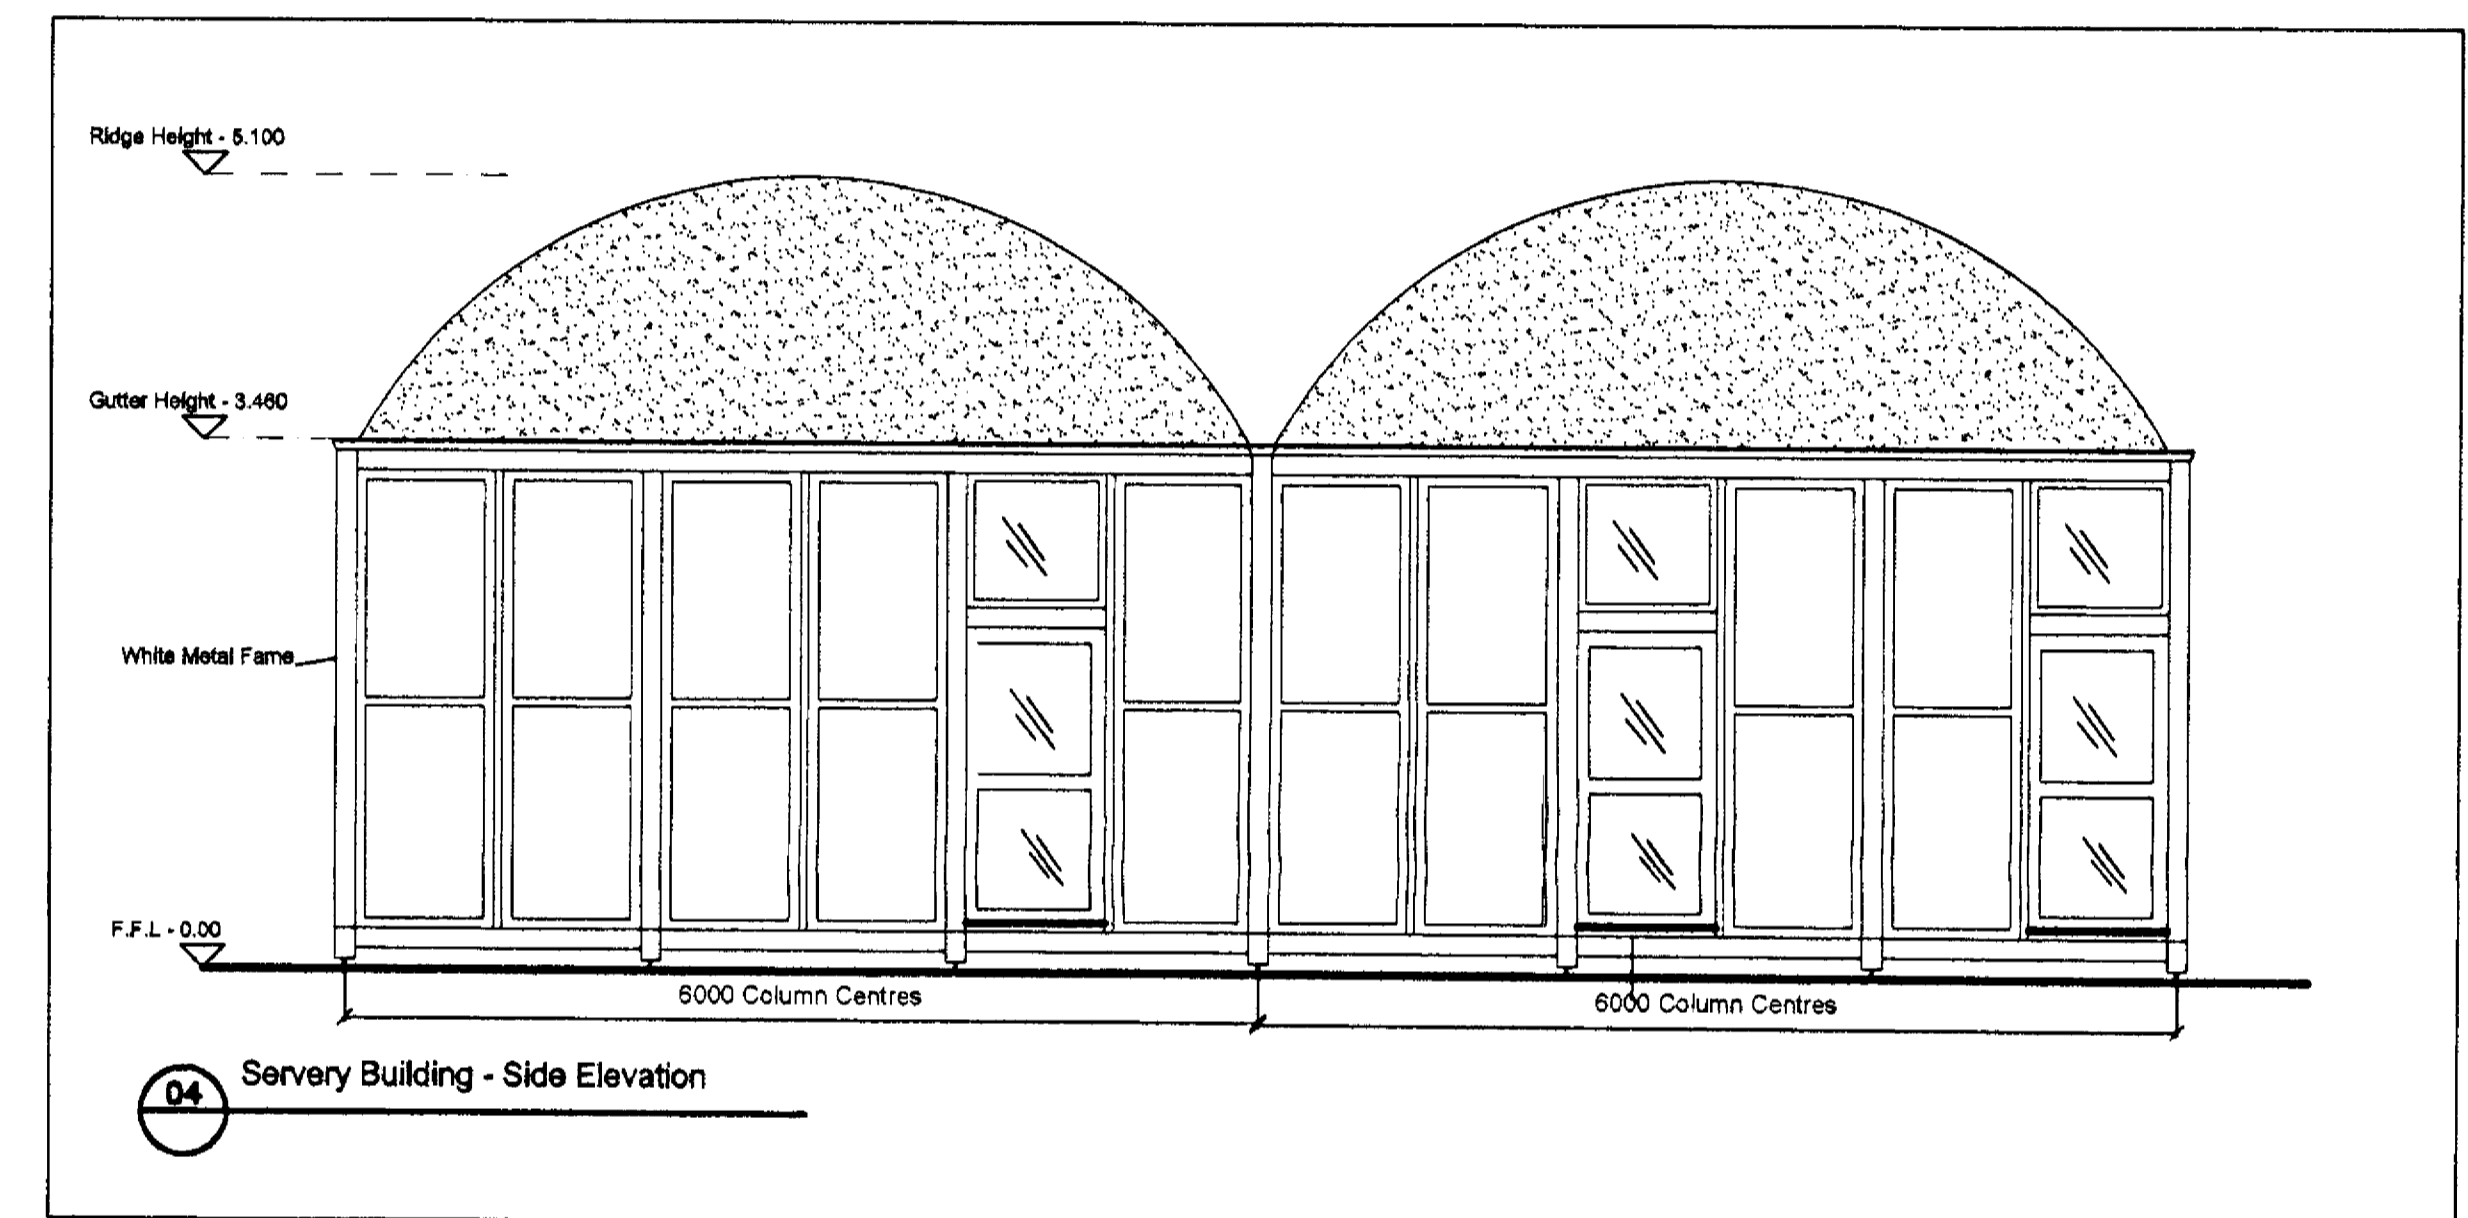 Ridge Height - 5.100
Gutter Height - 3.460
White Metal Fame
F.F.L - 0.00
6000 Column Centres
6000 Column Centres
04
Servery Building - Side Elevation